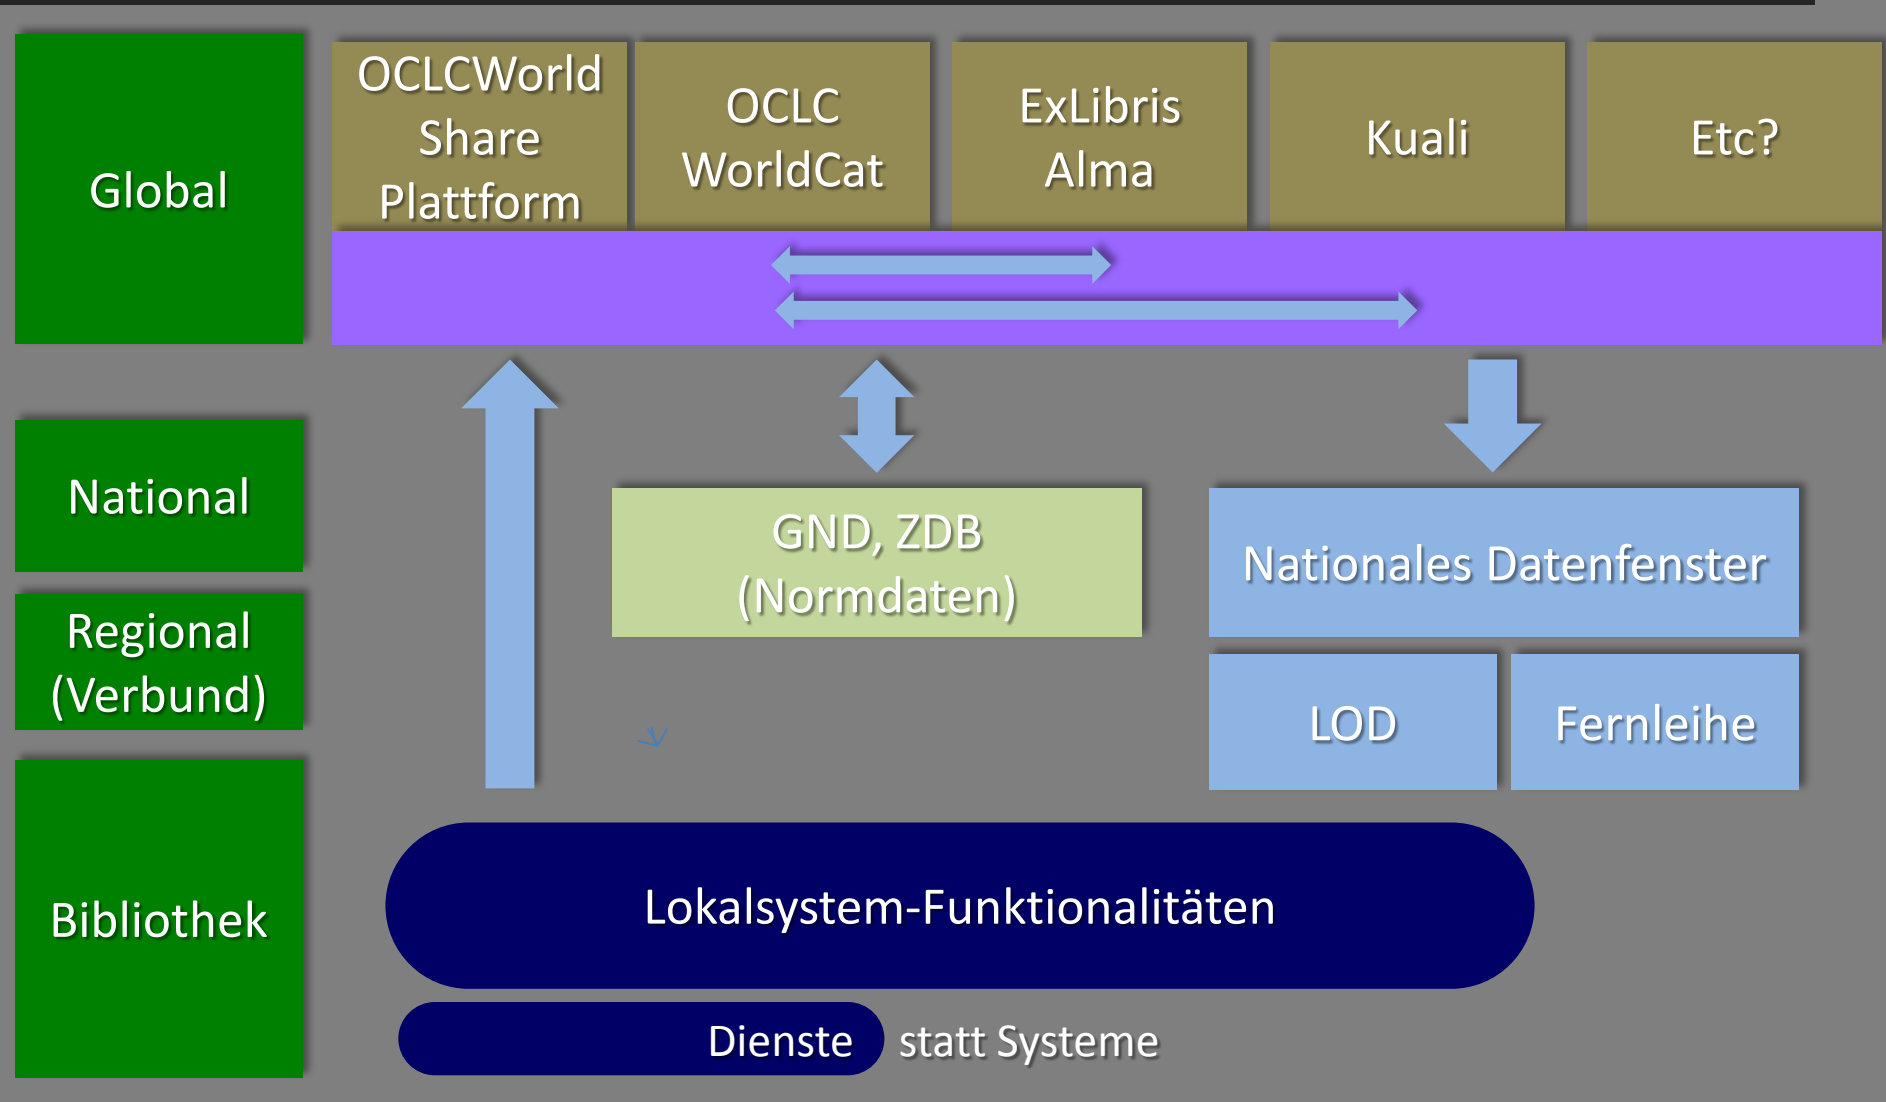 Global
OCLCWorld
Share
Plattform
OCLC
WorldCat
ExLibris
Alma
Kuali
Etc?
National
GND, ZDB
(Normdaten)
Nationales Datenfenster
Regional
(Verbund)
LOD
Fernleihe
Bibliothek
Lokalsystem-Funktionalitäten
Dienste statt Systeme